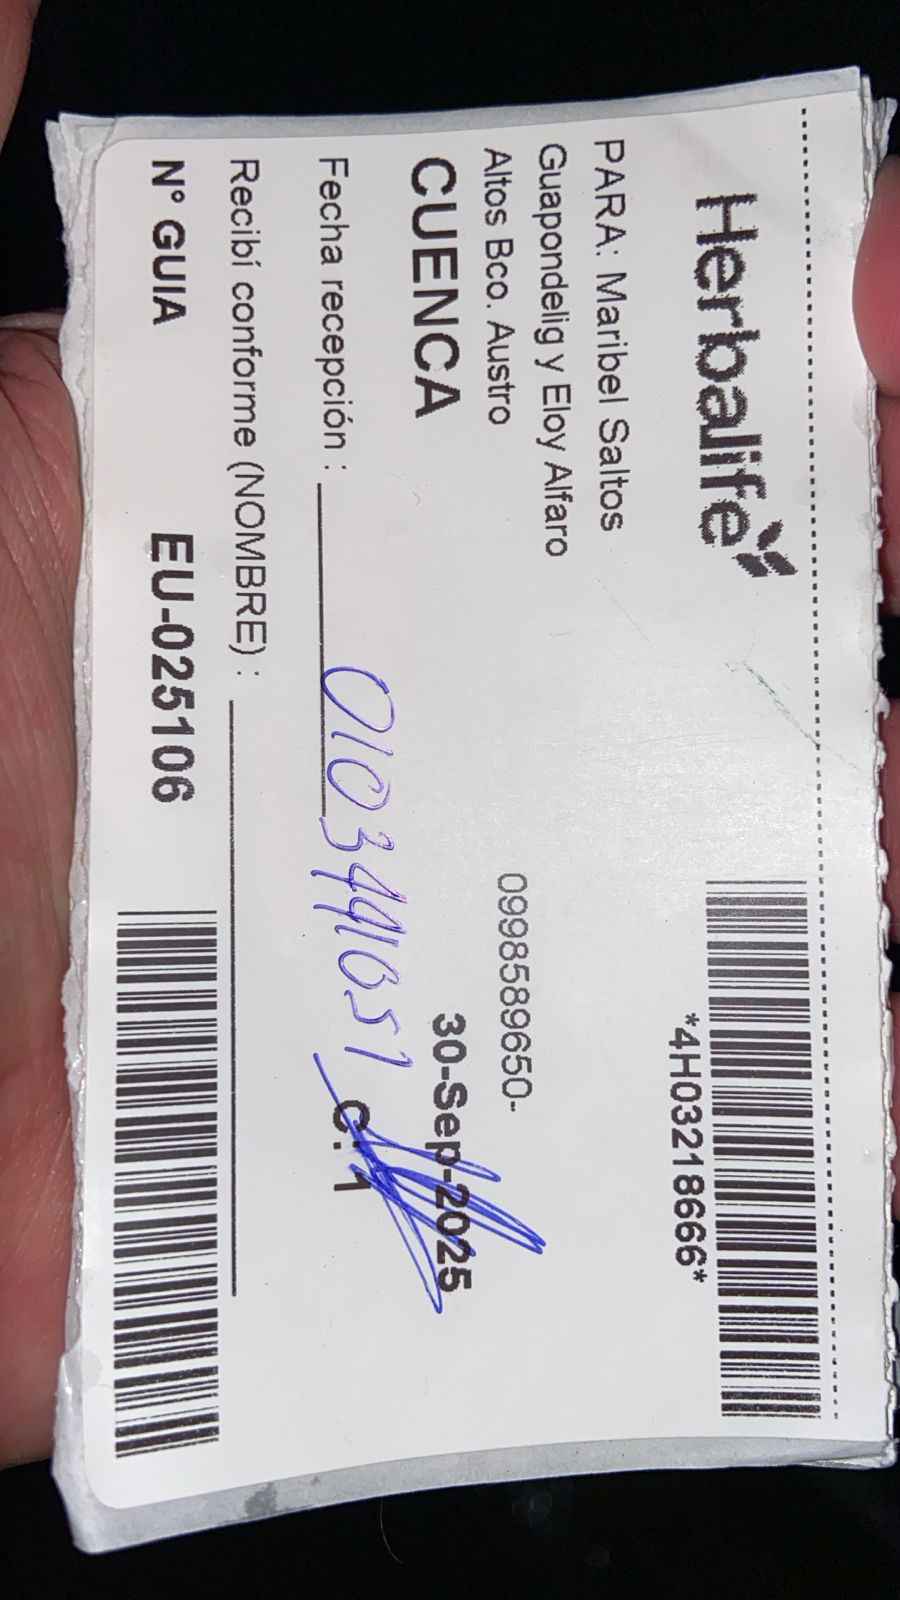 Herbalife
*4H03218666*
PARA: Maribel Saltos
Guapondelig y Eloy Alfaro
Altos Bco. Austro
0998589650-
CUENCA
30-Sep-2025
Fecha recepción :
0103441051
C. 1
Recibí conforme (NOMBRE) :
N° GUIA
EU-025106